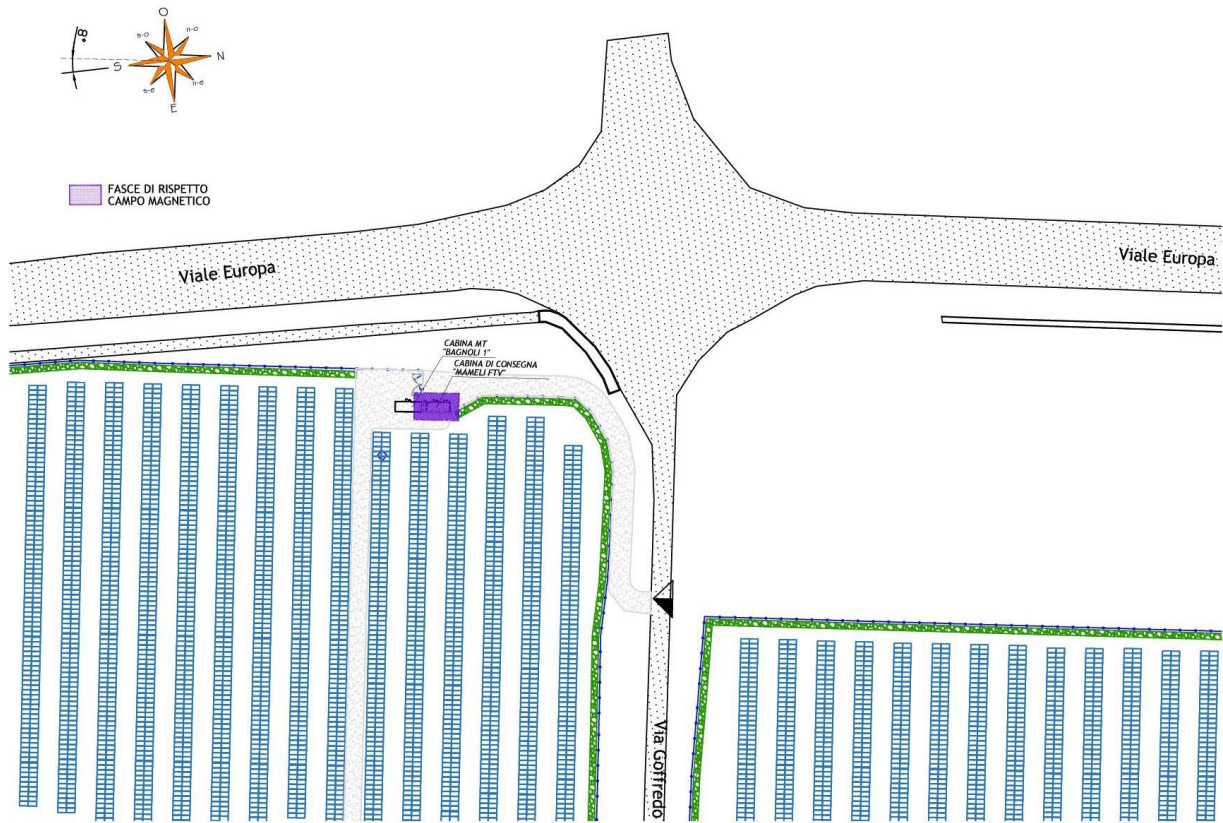 O
s-o
n-o
8°
S
N
s-e
n-e
E
FASCE DI RISPETTO
CAMPO MAGNETICO
Viale Europa
Viale Europa
CABINA MT
"BAGNOLI 1"
CABINA DI CONSEGNA
"MAMELI FTV"
Via Goffredo